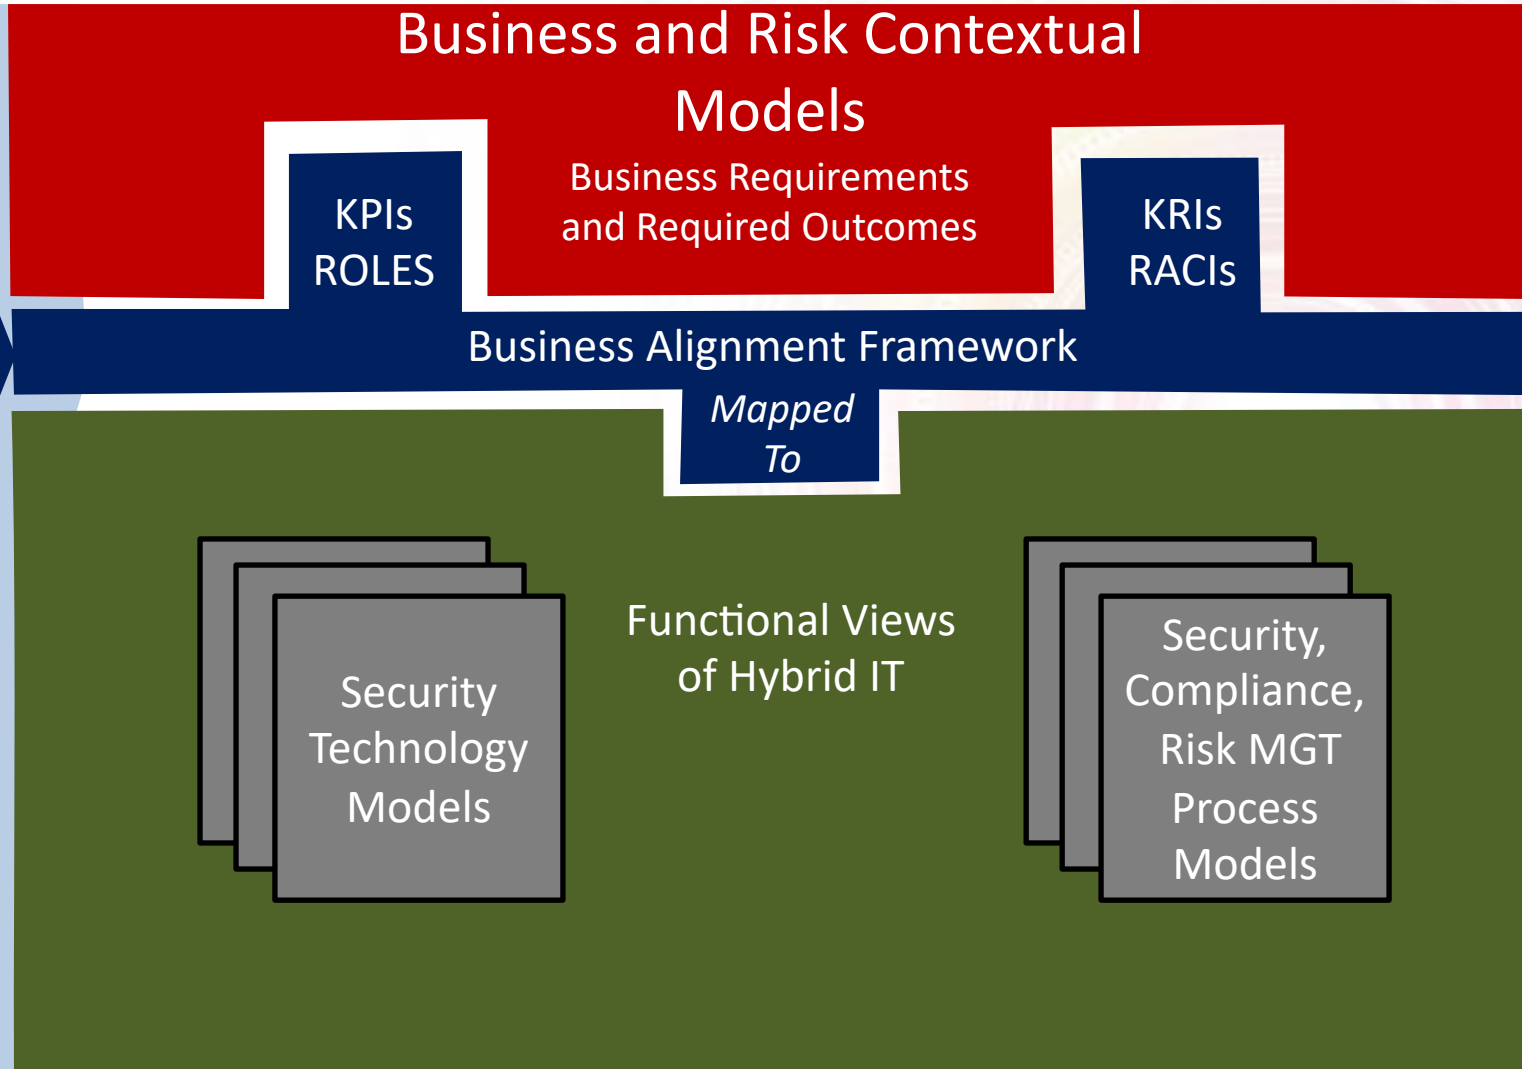 Business and Risk Contextual
Models
Business Requirements
and Required Outcomes
KPIs
ROLES
KRIs
RACIs
Business Alignment Framework
Mapped
To
Functional Views
of Hybrid IT
Security
Technology
Models
Security,
Compliance,
Risk MGT
Process
Models